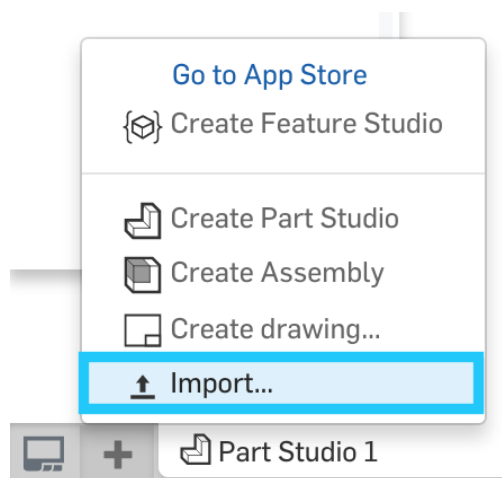 Go to App Store
Create Feature Studio
Create Part Studio
Create Assembly
Create drawing...
Import...
Part Studio 1